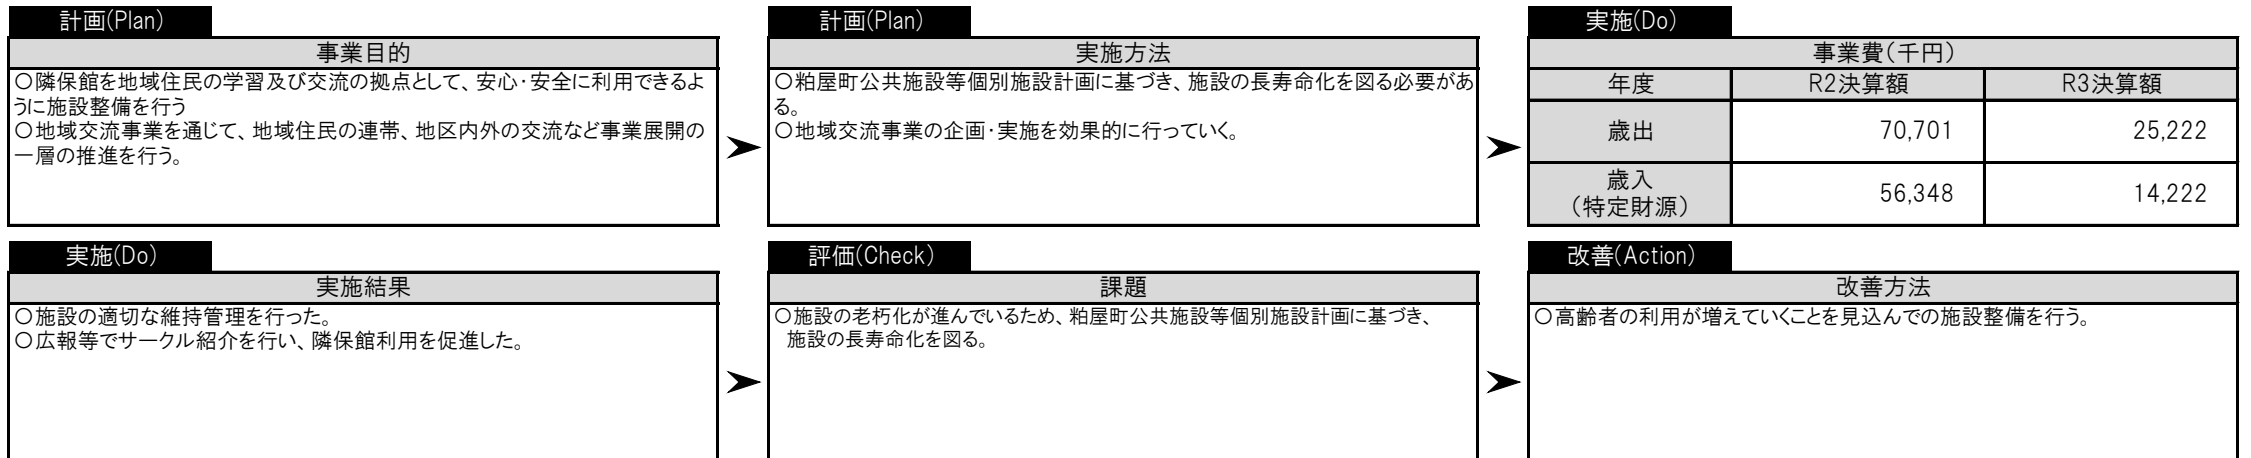 計画(Plan)
事業目的
〇隣保館を地域住民の学習及び交流の拠点として、安心・安全に利用できるよ
うに施設整備を行う
〇地域交流事業を通じて、地域住民の連帯、地区内外の交流など事業展開の
一層の推進を行う。
計画(Plan)
実施方法
〇粕屋町公共施設等個別施設計画に基づき、施設の長寿命化を図る必要があ
る。
〇地域交流事業の企画・実施を効果的に行っていく。
実施(Do)
事業費(千円)
年度 R2決算額 R3決算額
歳出 70,701 25,222
歳入
(特定財源) 56,348 14,222
実施(Do)
実施結果
〇施設の適切な維持管理を行った。
〇広報等でサークル紹介を行い、隣保館利用を促進した。
評価(Check)
課題
〇施設の老朽化が進んでいるため、粕屋町公共施設等個別施設計画に基づき、
施設の長寿命化を図る。
改善(Action)
改善方法
〇高齢者の利用が増えていくことを見込んでの施設整備を行う。